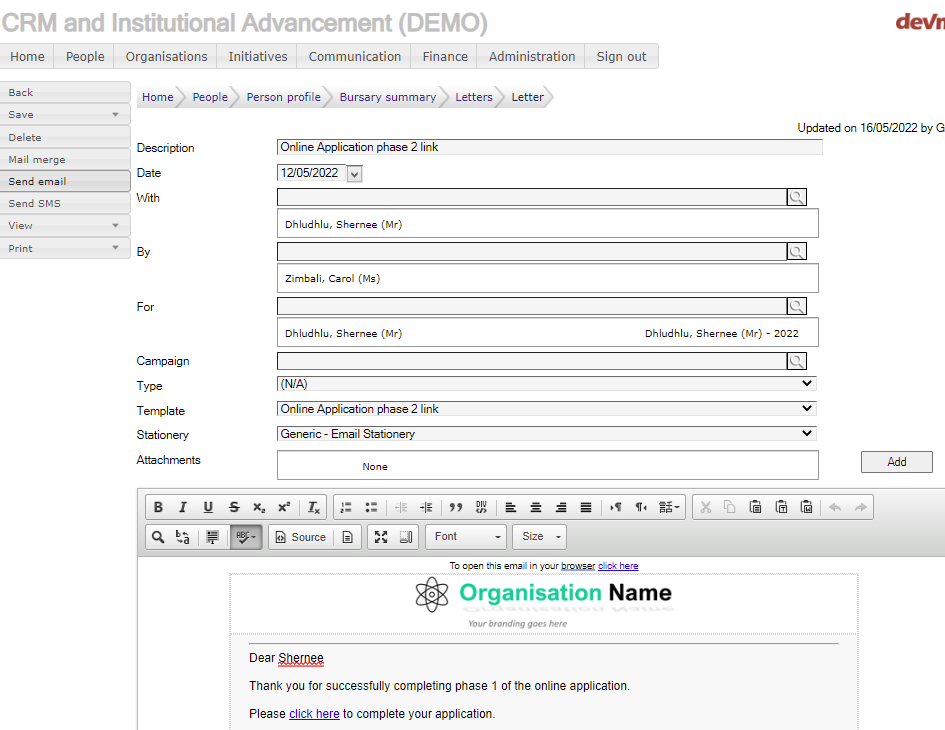 CRM and Institutional Advancement (DEMO)
Home People Organisations Initiatives Communication Finance Administration Sign out
Back
Save
Delete
Mail merge
Send email
Send SMS
View
Print
Home People Person profile Bursary summary Letters Letter
Updated on 16/05/2022 by G
Description Online Application phase 2 link
Date 12/05/2022
With
Dhludhlu, Shernee (Mr)
By
Zimbali, Carol (Ms)
For
Dhludhlu, Shernee (Mr) Dhludhlu, Shernee (Mr) - 2022
Campaign
Type (N/A)
Template Online Application phase 2 link
Stationery Generic - Email Stationery
Attachments None Add
Source Font Size
To open this email in your browser click here
Organisation Name
Your branding goes here
Dear Shernee
Thank you for successfully completing phase 1 of the online application.
Please click here to complete your application.